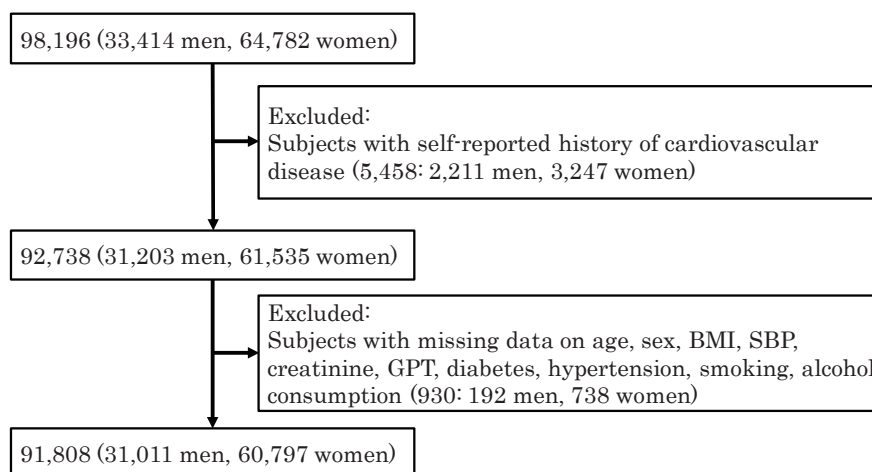 98,196 (33,414 men, 64,782 women)
Excluded:
Subjects with self-reported history of cardiovascular
disease (5,458: 2,211 men, 3,247 women)
92,738 (31,203 men, 61,535 women)
Excluded:
Subjects with missing data on age, sex, BMI, SBP,
creatinine, GPT, diabetes, hypertension, smoking, alcohol
consumption (930: 192 men, 738 women)
91,808 (31,011 men, 60,797 women)